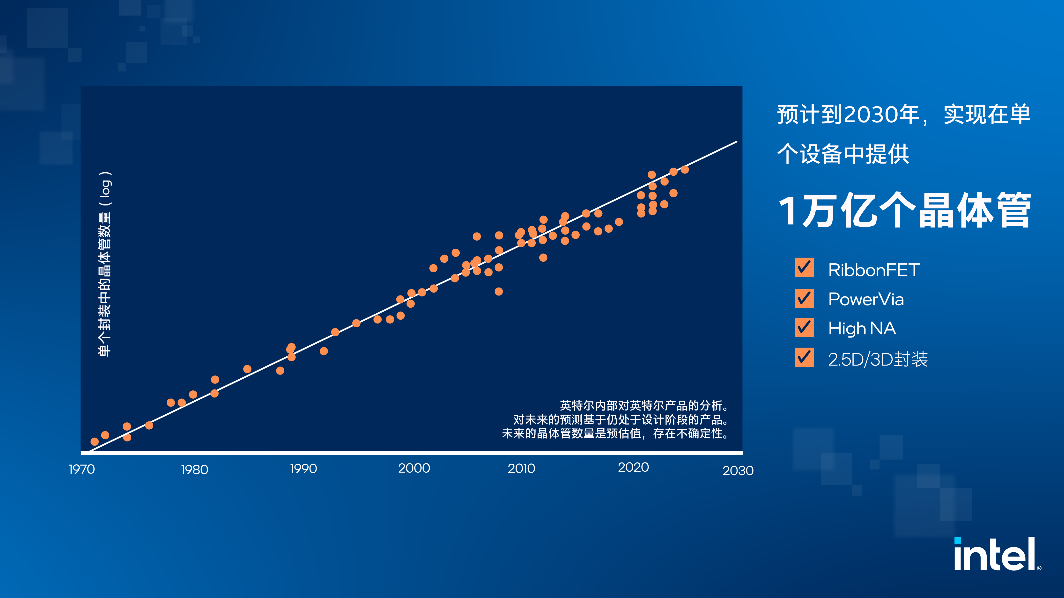 预计到2030年，实现在单
个设备中提供
1万亿个晶体管
RibbonFET
PowerVia
High NA
2.5D/3D封装
单个封装中的晶体管数量（log）
英特尔内部对英特尔产品的分析。
对未来的预测基于仍处于设计阶段的产品。
未来的晶体管数量是预估值，存在不确定性。
1970 1980 1990 2000 2010 2020 2030
intel®